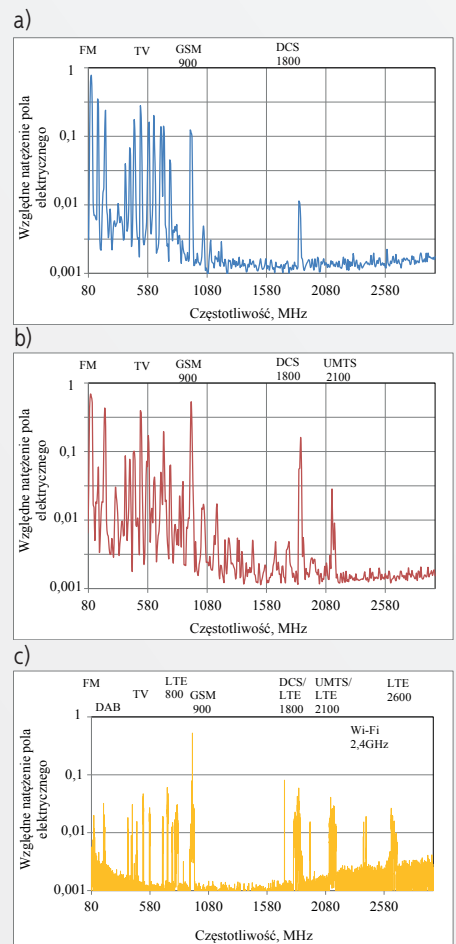 a)
FM TV GSM DCS
900 1800
Względne natężenie pola
elektrycznego
1
0,1
0,01
0,001
80 580 1080 1580 2080 2580
Częstotliwość, MHz
b)
FM TV GSM DCS UMTS
900 1800 2100
Względne natężenie pola
elektrycznego
1
0,1
0,01
0,001
80 580 1080 1580 2080 2580
Częstotliwość, MHz
c)
FM LTE DCS/ UMTS/ LTE
DAB TV 800 GSM LTE LTE 2600
900 1800 2100
Wi-Fi
2,4GHz
Względne natężenie pola
elektrycznego
1
0,1
0,01
0,001
80 580 1080 1580 2080 2580
Częstotliwość, MHz